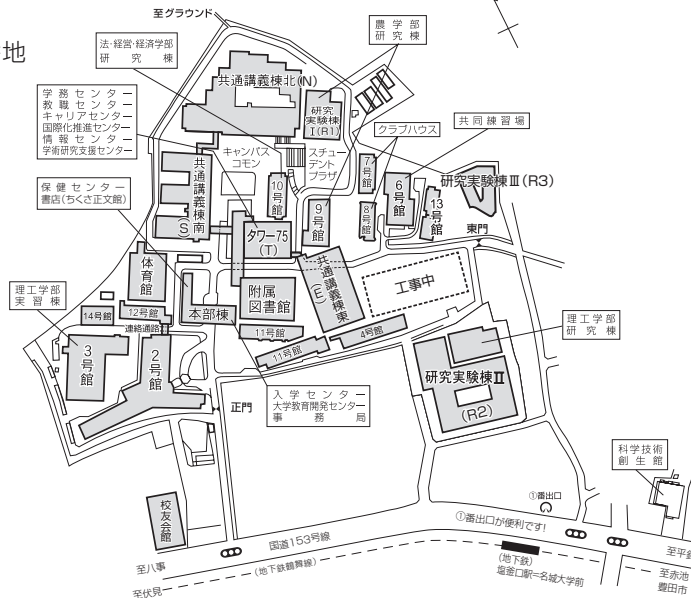 至グラウンド
地
法・経営・経済学部
研究棟
農学部
研究棟
学務センター
教職センター
キャリアセンター
国際化推進センター
情報センター
学術研究支援センター
共通講義棟北(N)
研究
実験棟
Ⅰ(R1)
クラブハウス
共同練習場
キャンパス
コモン
スチュー
デント
プラザ
共通講義棟南
(S)
10号館
7号館
6号館
研究実験棟Ⅲ(R3)
13号館
保健センター
書店(ちくさ正文館)
9号館
8号館
東門
タワー75
(T)
体育館
共通講義棟東
(E)
工事中
附属
図書館
理工学部
実習棟
本部棟
14号館
12号館
連絡通路
11号館
4号館
11号館
理工学部
研究棟
3号館
2号館
研究実験棟Ⅱ
(R2)
正門
入学センター
大学教育開発センター
事務局
科学技術
創生館
校友会館
①番出口
①番出口が便利です!
国道153号線
至八事
(地下鉄鶴舞線)
至伏見
(地下鉄)
塩釜口駅=名城大学前
至平針
至赤池
豊田市